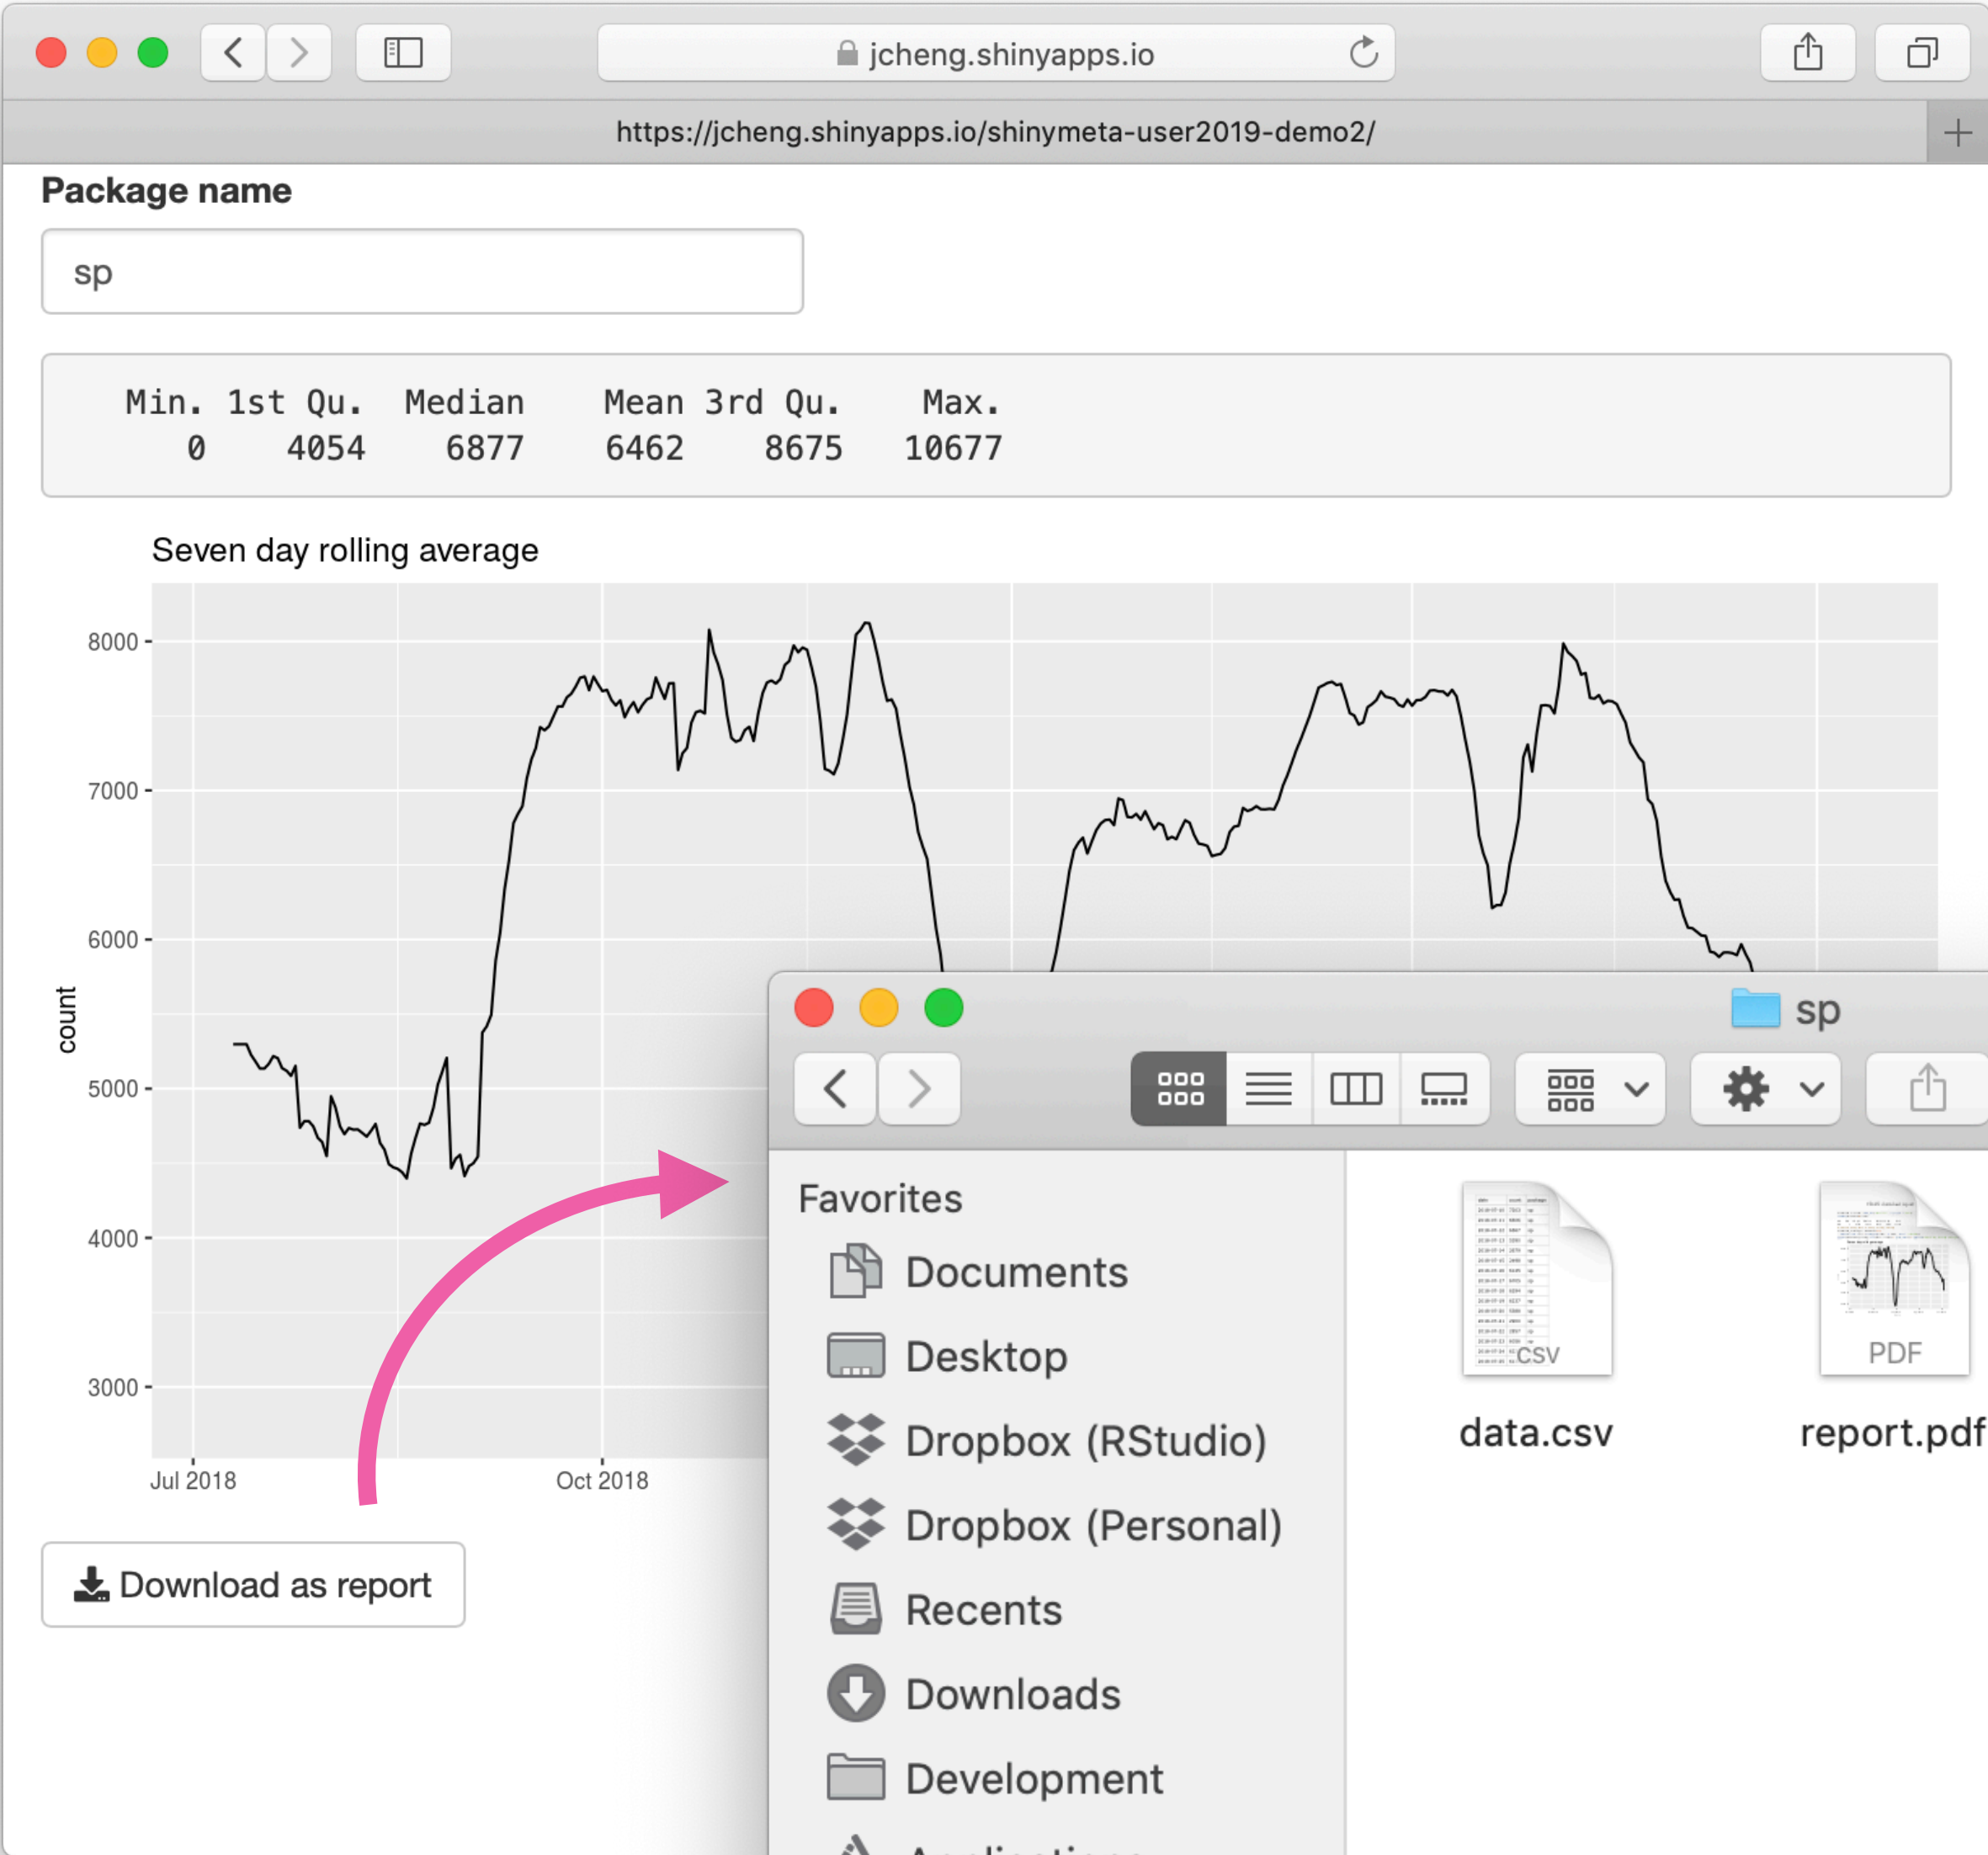 jcheng.shinyapps.io
https://jcheng.shinyapps.io/shinymeta-user2019-demo2/
Package name
sp
Min. 1st Qu. Median Mean 3rd Qu. Max.
0 4054 6877 6462 8675 10677
Seven day rolling average
8000
7000
6000
5000
4000
3000
count
Jul 2018 Oct 2018
Download as report
sp
Favorites
Documents
Desktop
Dropbox (RStudio)
Dropbox (Personal)
Recents
Downloads
Development
csv
data.csv
PDF
report.pdf